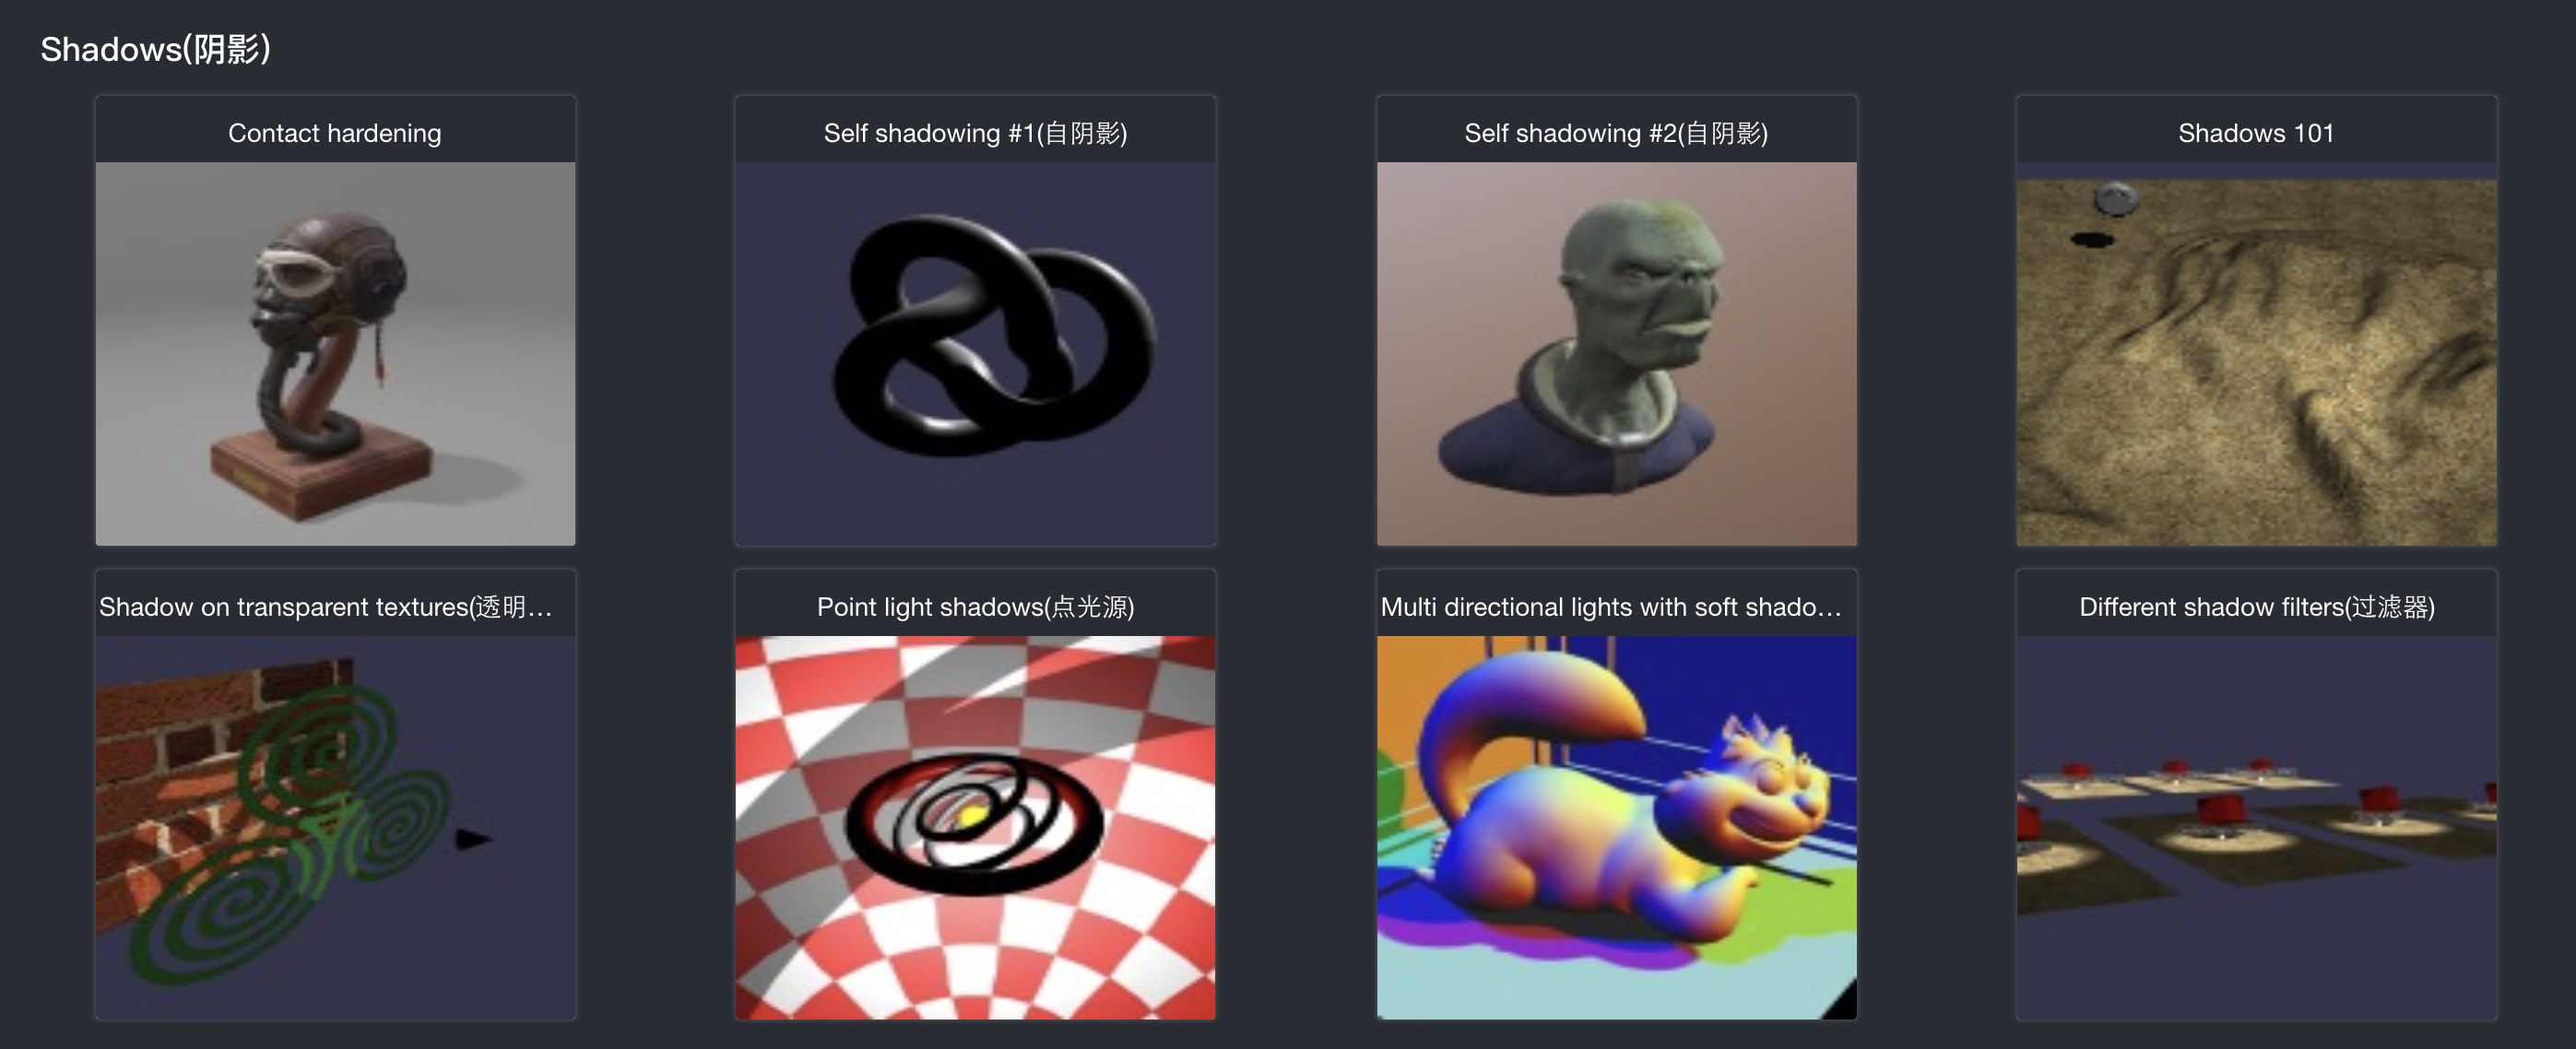 Shadows(阴影)
Contact hardening
Self shadowing #1(自阴影)
Self shadowing #2(自阴影)
Shadows 101
Shadow on transparent textures(透明...
Point light shadows(点光源)
Multi directional lights with soft shado...
Different shadow filters(过滤器)